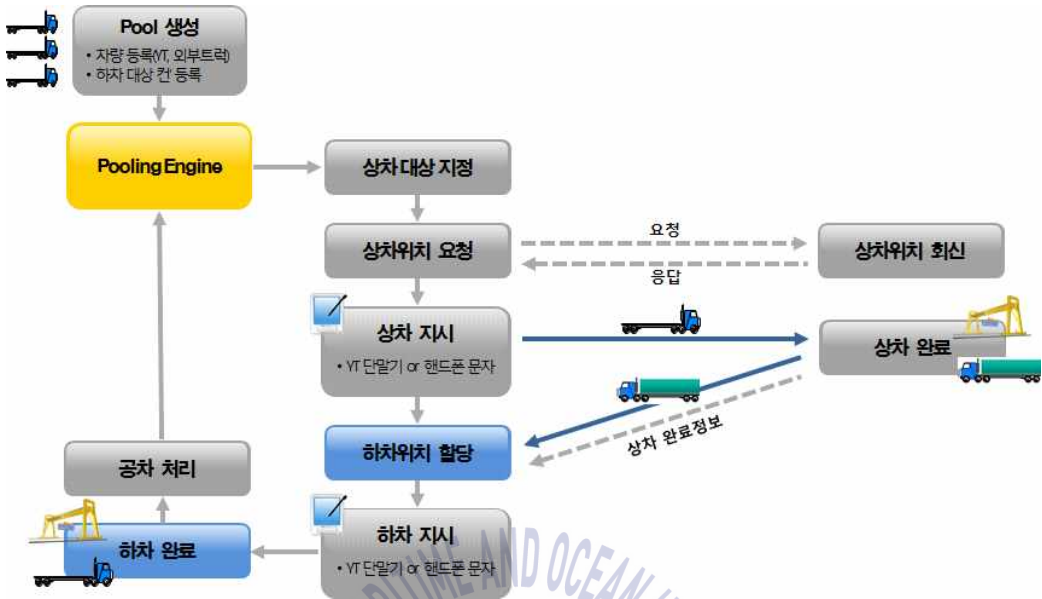 Pool 생성
• 차량 등록(YT, 외부트럭)
• 하차 대상 컨' 등록
Pooling Engine
상차 대상 지정
상차위치 요청
요청
응답
상차위치 회신
상차 지시
• YT 단말기 or 핸드폰 문자
상차 완료
하차위치 할당
상차 완료정보
공차 처리
하차 지시
• YT 단말기 or 핸드폰 문자
하차 완료
TIME AND OCEAN